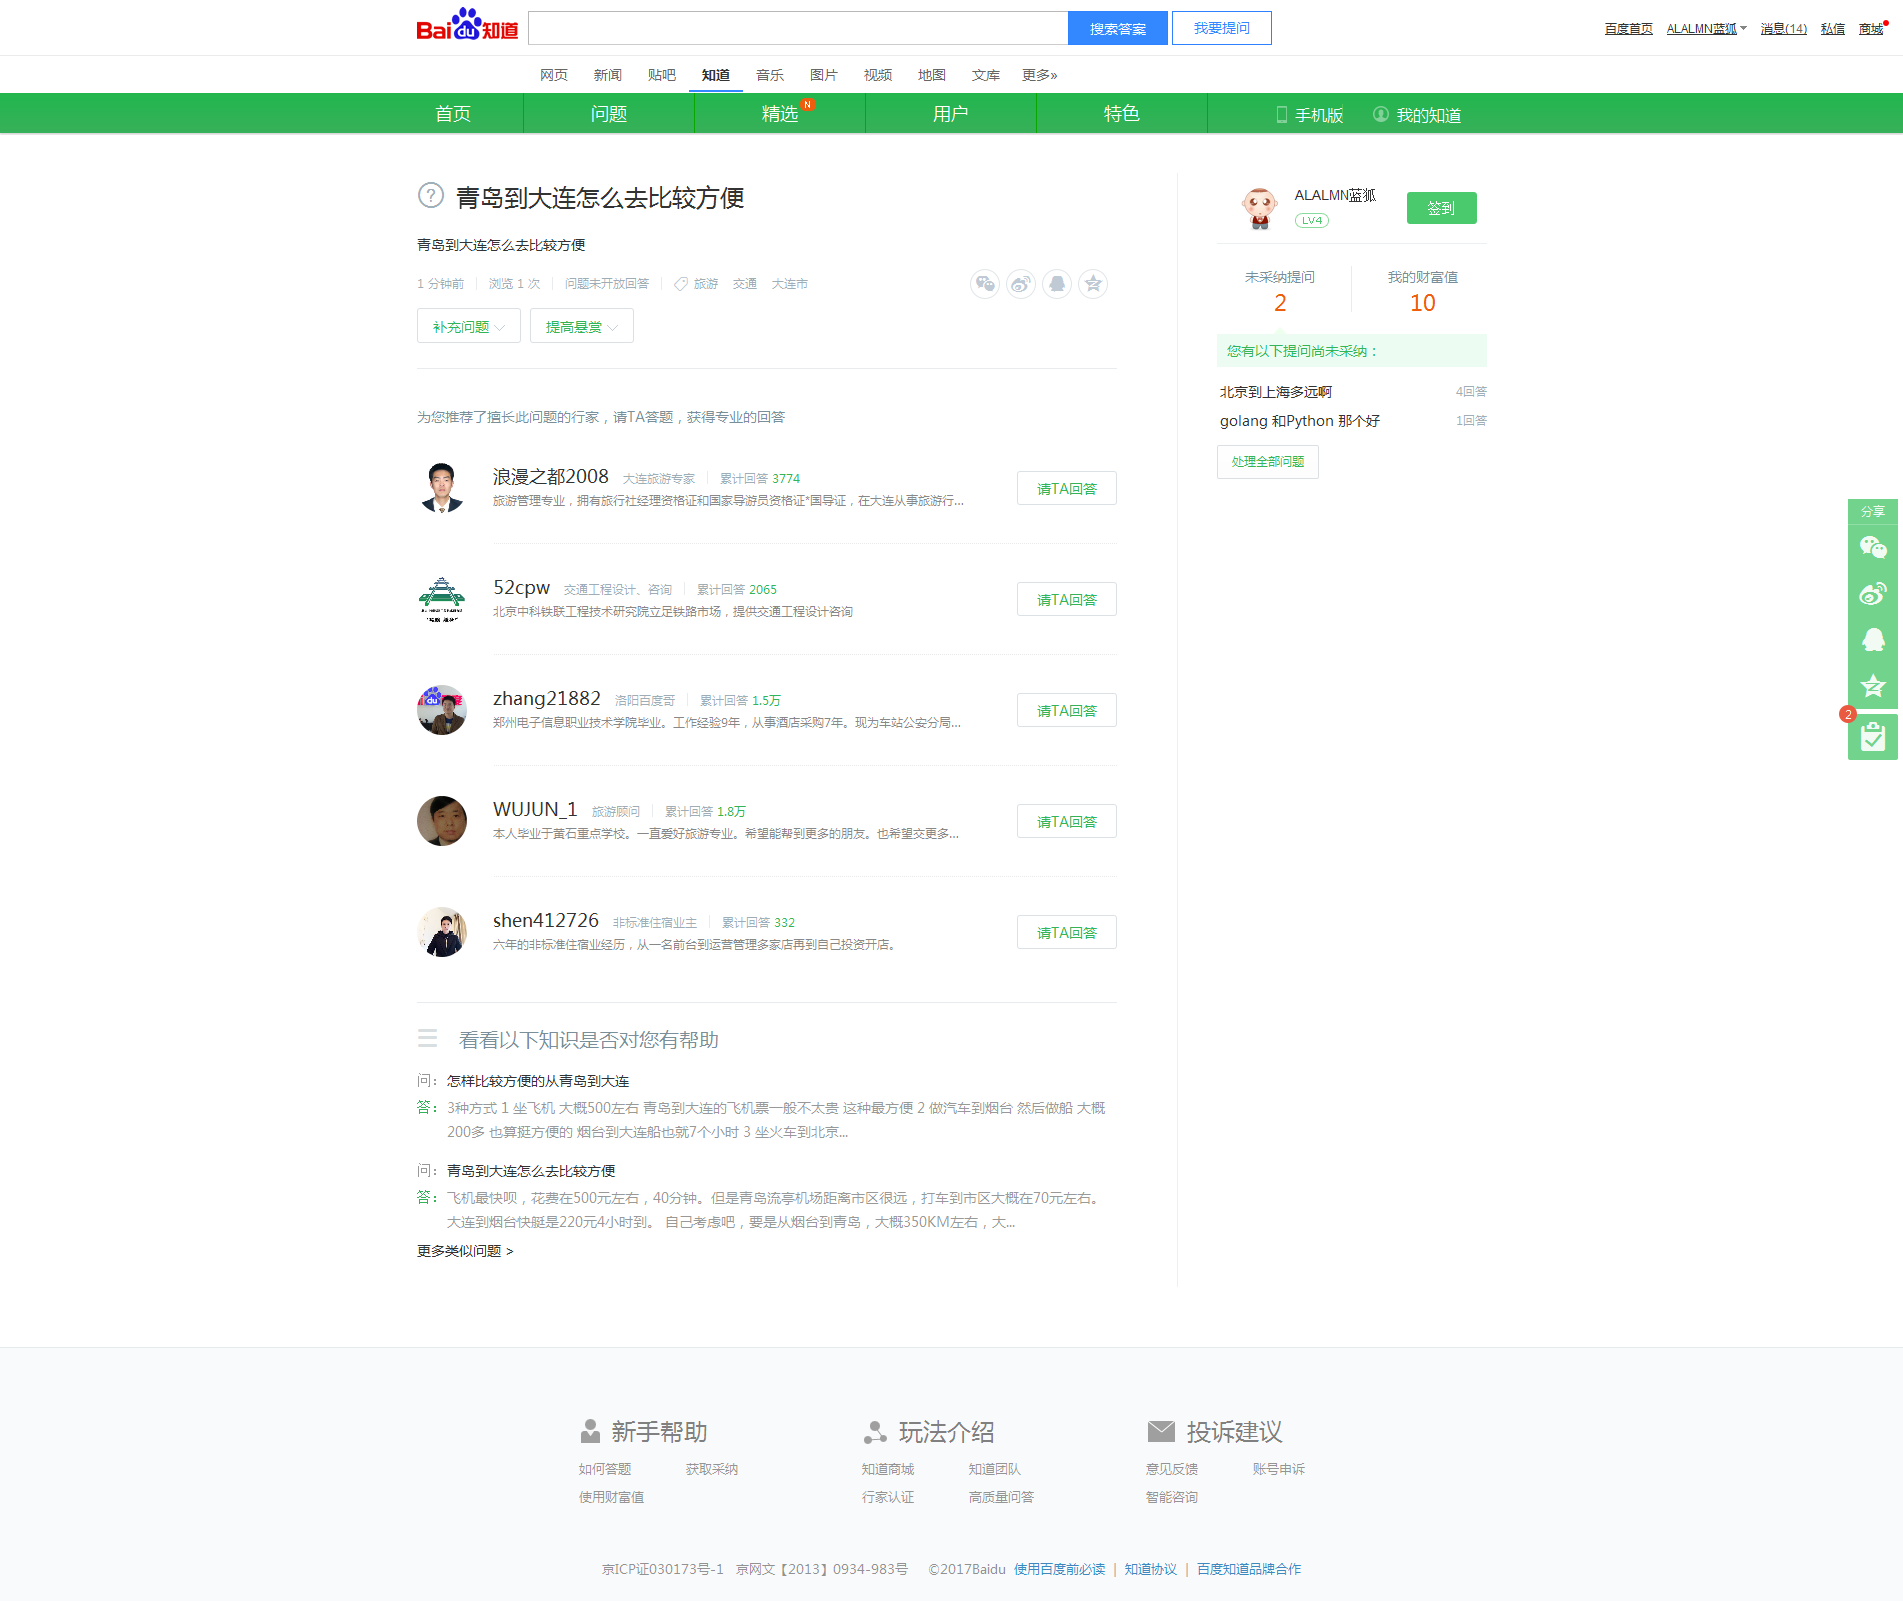 Bai du 知道
搜索答案
我要提问
百度首页 ALALMN蓝狐 消息(14) 私信 商城
网页 新闻 贴吧 知道 音乐 图片 视频 地图 文库 更多»
首页 问题 精选 N 用户 特色 手机版 我的知道
? 青岛到大连怎么去比较方便
青岛到大连怎么去比较方便
1 分钟前 浏览 1 次 问题未开放回答 旅游 交通 大连市
补充问题 提高悬赏
为您推荐了擅长此问题的行家，请TA答题，获得专业的回答
浪漫之都2008 大连旅游专家 累计回答 3774
旅游管理专业，拥有旅行社经理资格证和国家导游员资格证*国导证，在大连从事旅游行...
请TA回答
52cpw 交通工程设计、咨询 累计回答 2065
北京中科铁联工程技术研究院立足铁路市场，提供交通工程设计咨询
请TA回答
zhang21882 洛阳百度哥 累计回答 1.5万
郑州电子信息职业技术学院毕业。工作经验9年，从事酒店采购7年。现为车站公安分局...
请TA回答
WUJUN_1 旅游顾问 累计回答 1.8万
本人毕业于黄石重点学校。一直爱好旅游专业。希望能帮到更多的朋友。也希望交更多...
请TA回答
shen412726 非标准住宿业主 累计回答 332
六年的非标准住宿业经历，从一名前台到运营管理多家店再到自己投资开店。
请TA回答
看看以下知识是否对您有帮助
问： 怎样比较方便的从青岛到大连
答： 3种方式 1 坐飞机 大概500左右 青岛到大连的飞机票一般不太贵 这种最方便 2 做汽车到烟台 然后做船 大概
200多 也算挺方便的 烟台到大连船也就7个小时 3 坐火车到北京...
问： 青岛到大连怎么去比较方便
答： 飞机最快呗，花费在500元左右，40分钟。但是青岛流亭机场距离市区很远，打车到市区大概在70元左右。
大连到烟台快艇是220元4小时到。 自己考虑吧，要是从烟台到青岛，大概350KM左右，大...
更多类似问题 >
ALALMN蓝狐
LV4
签到
未采纳提问 我的财富值
2 10
您有以下提问尚未采纳：
北京到上海多远啊 4回答
golang 和Python 那个好 1回答
处理全部问题
分享
2
新手帮助 玩法介绍 投诉建议
如何答题 获取采纳 知道商城 知道团队 意见反馈 账号申诉
使用财富值 行家认证 高质量问答 智能咨询
京ICP证030173号-1 京网文【2013】0934-983号 ©2017Baidu 使用百度前必读 | 知道协议 | 百度知道品牌合作